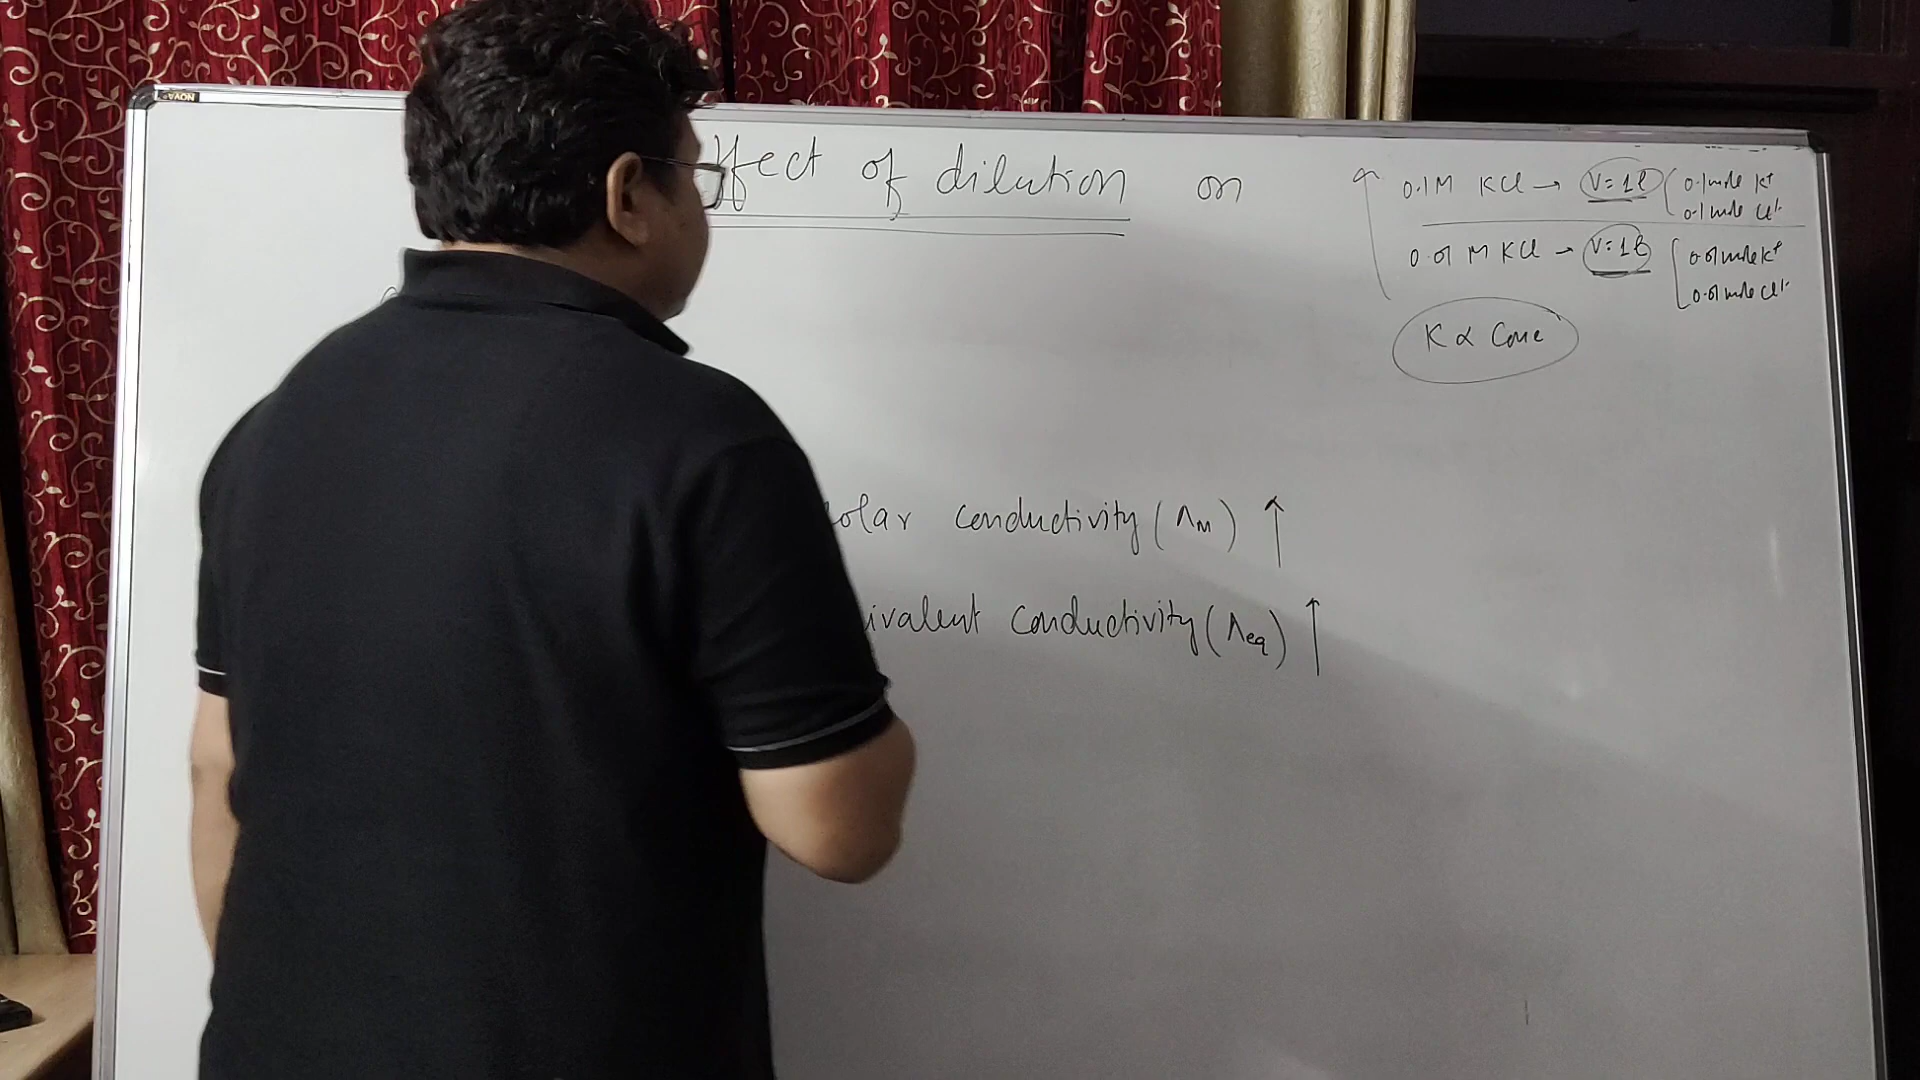 ffect of dilution on
0.1M KCl → V=1l 0.1 mole K+
0.1 mole Cl-
0.01 M KCl → V=1l 0.01 mole K+
0.01 mole Cl-
K α Conc
olar conductivity (Λm) ↑
ivalent conductivity (Λeq) ↑
NOVA